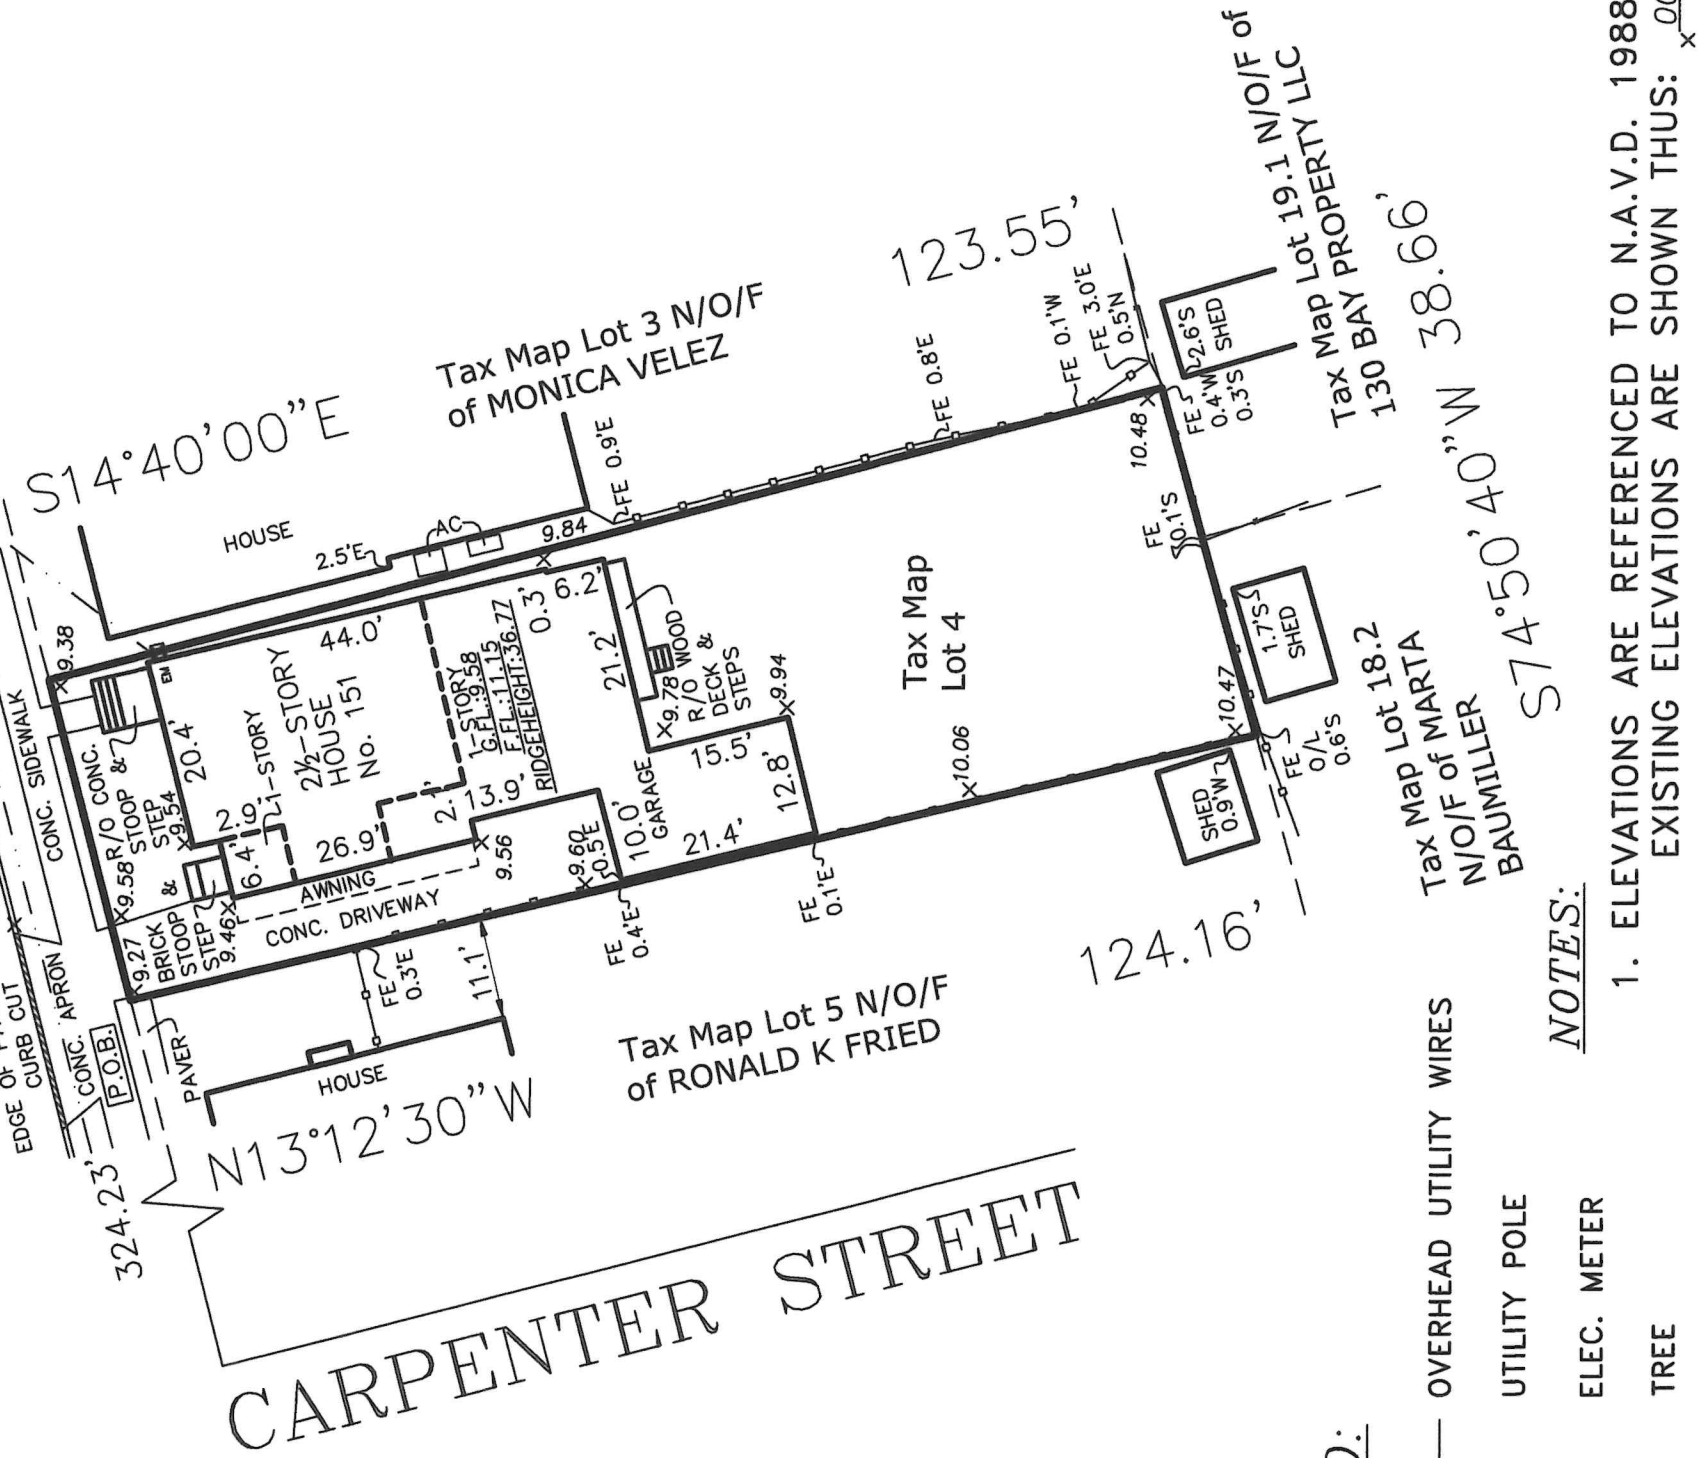 EDGE OF
CURB CUT
CONC. APRON
CONC. SIDEWALK
P.O.B.
324.23'
PAVER
S14°40'00"E
123.55'
Tax Map Lot 3 N/O/F
of MONICA VELEZ
HOUSE
2.5'E
AC
9.84
FE 0.9'E
FE 0.8'E
FE 0.1'W
FE 3.0'E
0.5'N
9.38
EM
44.0'
20.4'
R/O CONC.
STOOP &
STEP
9.58
9.54
9.27
BRICK &
STOOP
STEP
9.46
2.9'
6.4'
1-STORY
2½-STORY
HOUSE
No. 151
26.9'
2.1'
13.9'
1-STORY
G.FL.:9.58
F.FL.:11.15
RIDGEHEIGHT:36.77
0.3'
6.2'
21.2'
9.78
R/O WOOD
DECK &
STEPS
9.94
15.5'
12.8'
GARAGE
10.0'
21.4'
9.56
9.60
0.5'E
AWNING
CONC. DRIVEWAY
FE
0.3'E
11.1'
FE
0.4'E
FE
0.1'E
HOUSE
N13°12'30"W
124.16'
Tax Map Lot 5 N/O/F
of RONALD K FRIED
Tax Map
Lot 4
10.06
10.48
10.47
FE
0.1'S
FE
0.4'W
0.3'S
2.6'S
SHED
1.7'S
SHED
SHED
0.9'W
FE
O/L
0.6'S
Tax Map Lot 19.1 N/O/F of
130 BAY PROPERTY LLC
S74°50'40"W 38.66'
Tax Map Lot 18.2
N/O/F of MARTA
BAUMILLER
CARPENTER STREET
OVERHEAD UTILITY WIRES
UTILITY POLE
ELEC. METER
TREE
NOTES:
1. ELEVATIONS ARE REFERENCED TO N.A.V.D. 1988
EXISTING ELEVATIONS ARE SHOWN THUS: